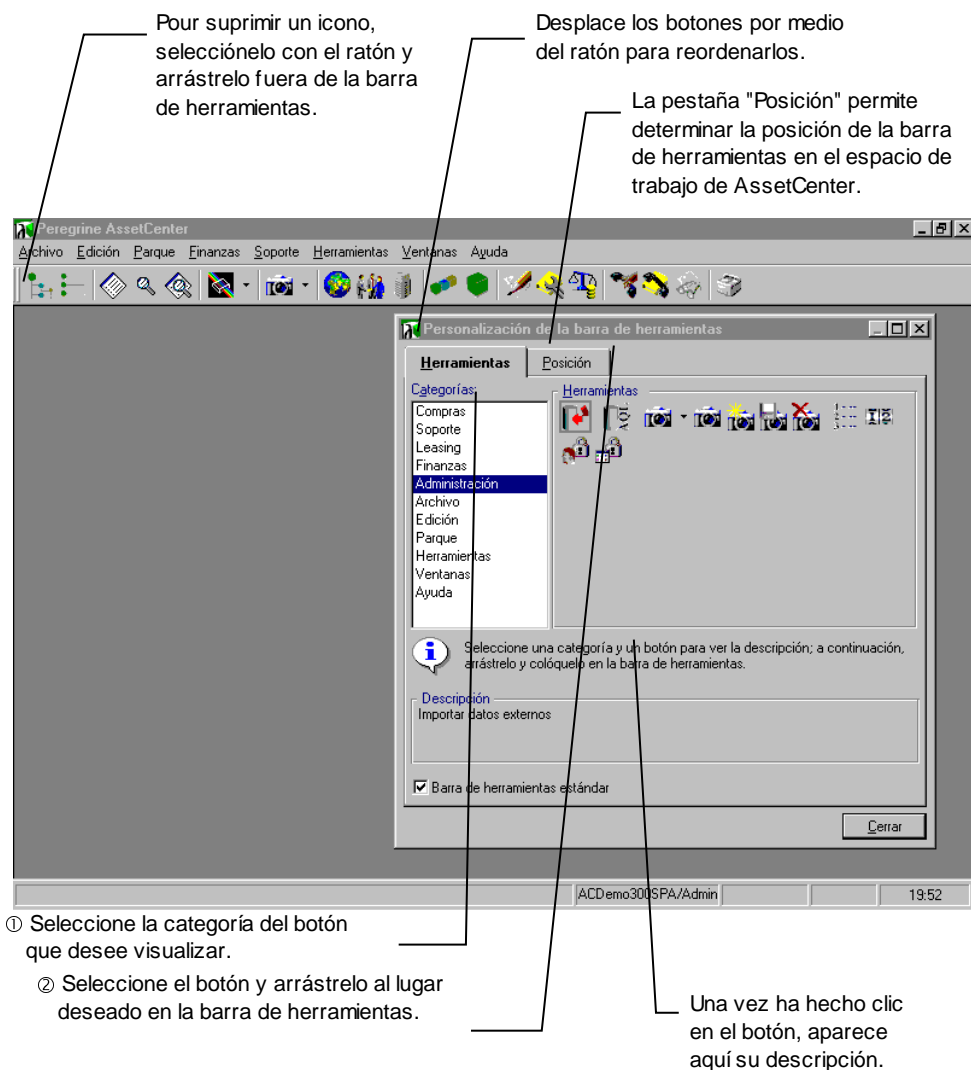 Pour suprimir un icono,
selecciónelo con el ratón y
arrástrelo fuera de la barra
de herramientas.
Desplace los botones por medio
del ratón para reordenarlos.
La pestaña "Posición" permite
determinar la posición de la barra
de herramientas en el espacio de
trabajo de AssetCenter.
Peregrine AssetCenter
Archivo Edición Parque Finanzas Soporte Herramientas Ventanas Ayuda
Personalización de la barra de herramientas
Herramientas Posición
Categorías:
Compras
Soporte
Leasing
Finanzas
Administración
Archivo
Edición
Parque
Herramientas
Ventanas
Ayuda
Herramientas
Seleccione una categoría y un botón para ver la descripción; a continuación,
arrástrelo y colóquelo en la barra de herramientas.
Descripción
Importar datos externos
Barra de herramientas estándar
Cerrar
ACDemo300SPA/Admin 19:52
① Seleccione la categoría del botón
que desee visualizar.
② Seleccione el botón y arrástrelo al lugar
deseado en la barra de herramientas.
Una vez ha hecho clic
en el botón, aparece
aquí su descripción.